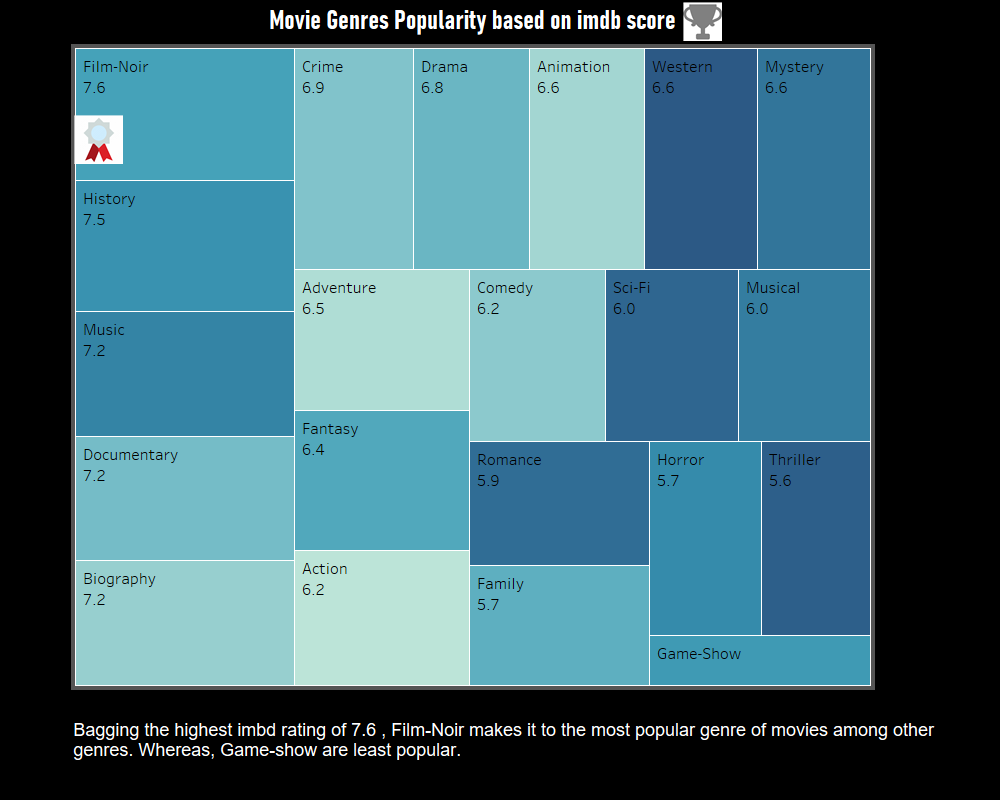 Movie Genres Popularity based on imdb score
Film-Noir
7.6
Crime
6.9
Drama
6.8
Animation
6.6
Western
6.6
Mystery
6.6
History
7.5
Music
7.2
Documentary
7.2
Biography
7.2
Adventure
6.5
Fantasy
6.4
Action
6.2
Comedy
6.2
Sci-Fi
6.0
Musical
6.0
Romance
5.9
Family
5.7
Horror
5.7
Thriller
5.6
Game-Show
Bagging the highest imbd rating of 7.6 , Film-Noir makes it to the most popular genre of movies among other
genres. Whereas, Game-show are least popular.